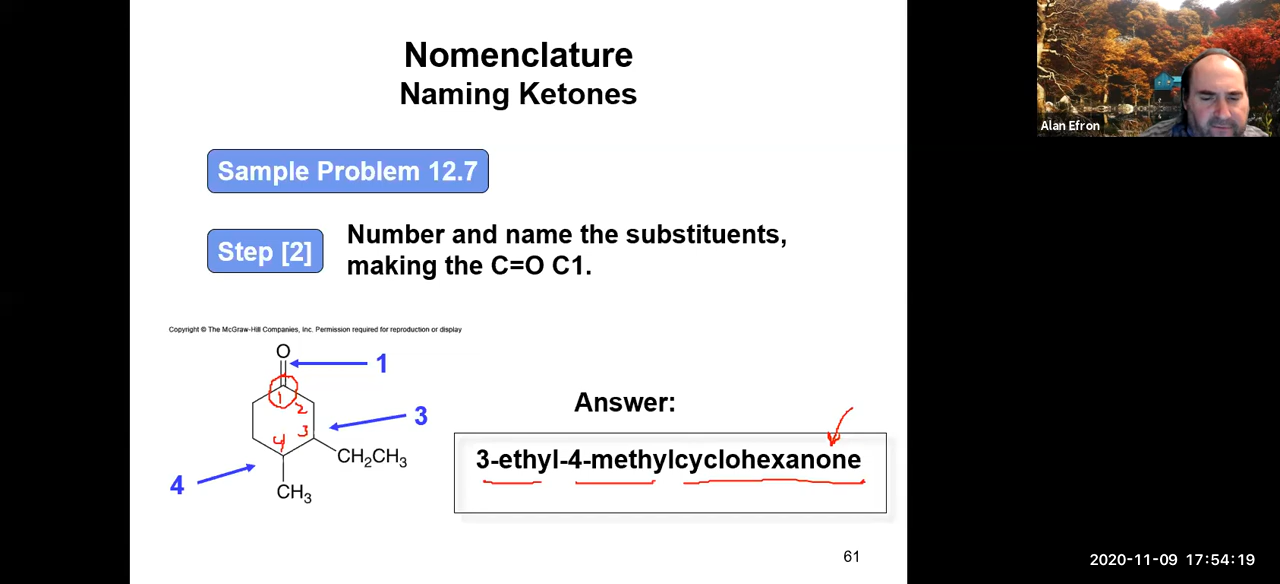 Nomenclature
Naming Ketones
Alan Efron
Sample Problem 12.7
Step [2]
Number and name the substituents,
making the C=O C1.
Copyright © The McGraw-Hill Companies, Inc. Permission required for reproduction or display
O
1
1
2
3
3
4
CH2CH3
4
CH3
Answer:
3-ethyl-4-methylcyclohexanone
61
2020-11-09 17:54:19